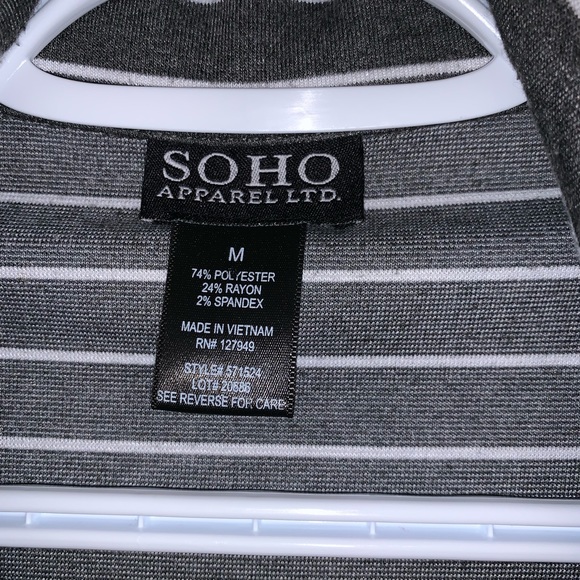 SOHO
APPAREL LTD.
M
74% POLYESTER
24% RAYON
2% SPANDEX
MADE IN VIETNAM
RN# 127949
STYLE# 571524
LOT# 20686
SEE REVERSE FOR CARE